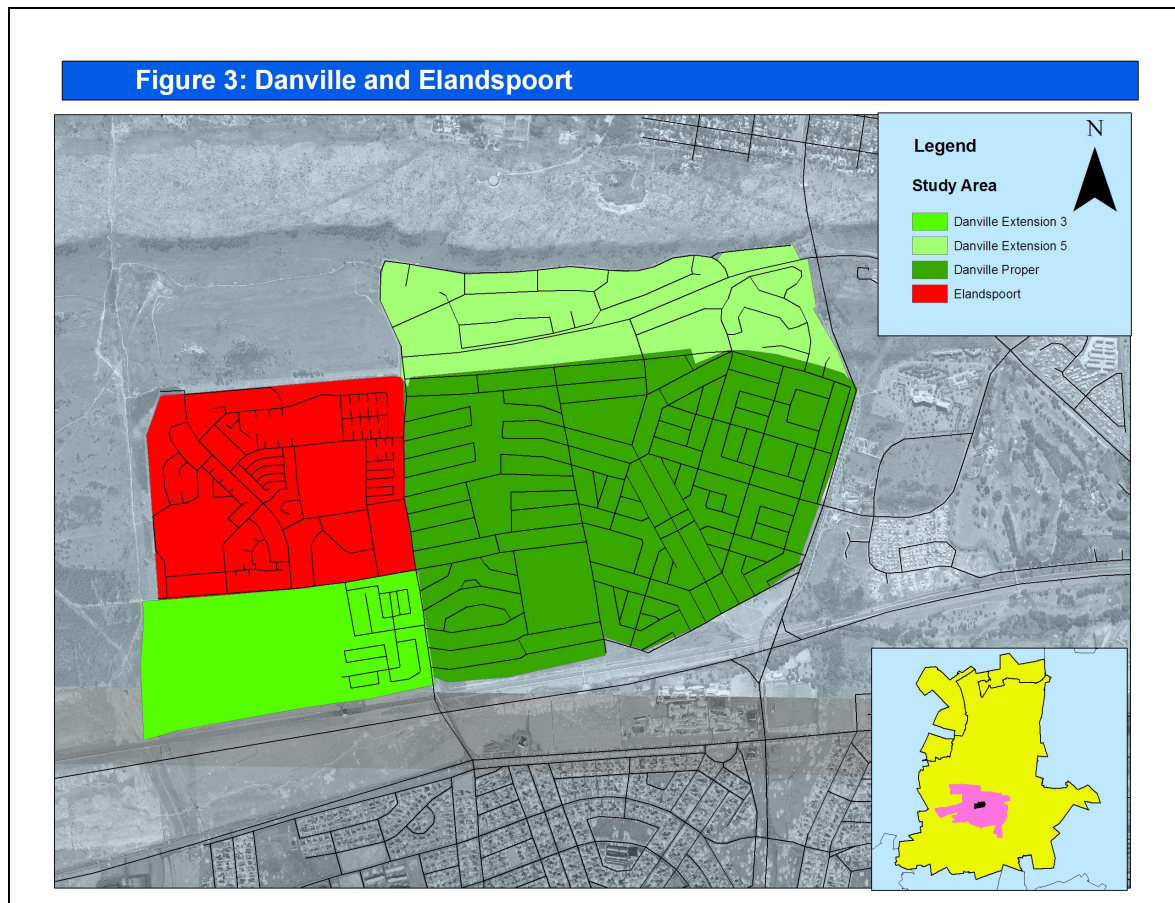 Figure 3: Danville and Elandspoort
N
Legend
Study Area
Danville Extension 3
Danville Extension 5
Danville Proper
Elandspoort